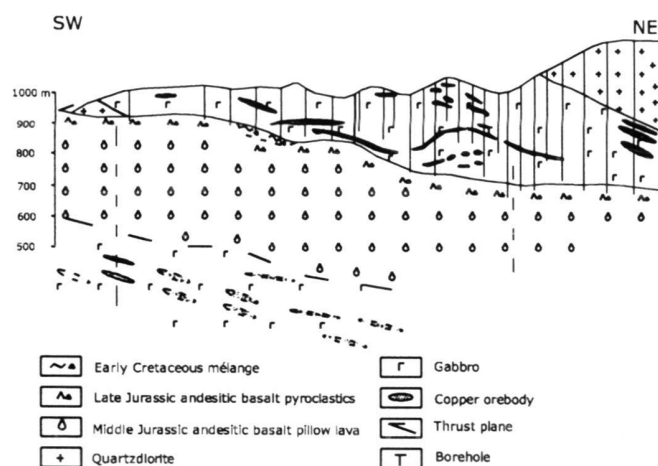 SW
NE
1000 m
900
800
700
600
500
Early Cretaceous mélange
Gabbro
Late Jurassic andesitic basalt pyroclastics
Copper orebody
Middle Jurassic andesitic basalt pillow lava
Thrust plane
Quartzdiorite
Borehole